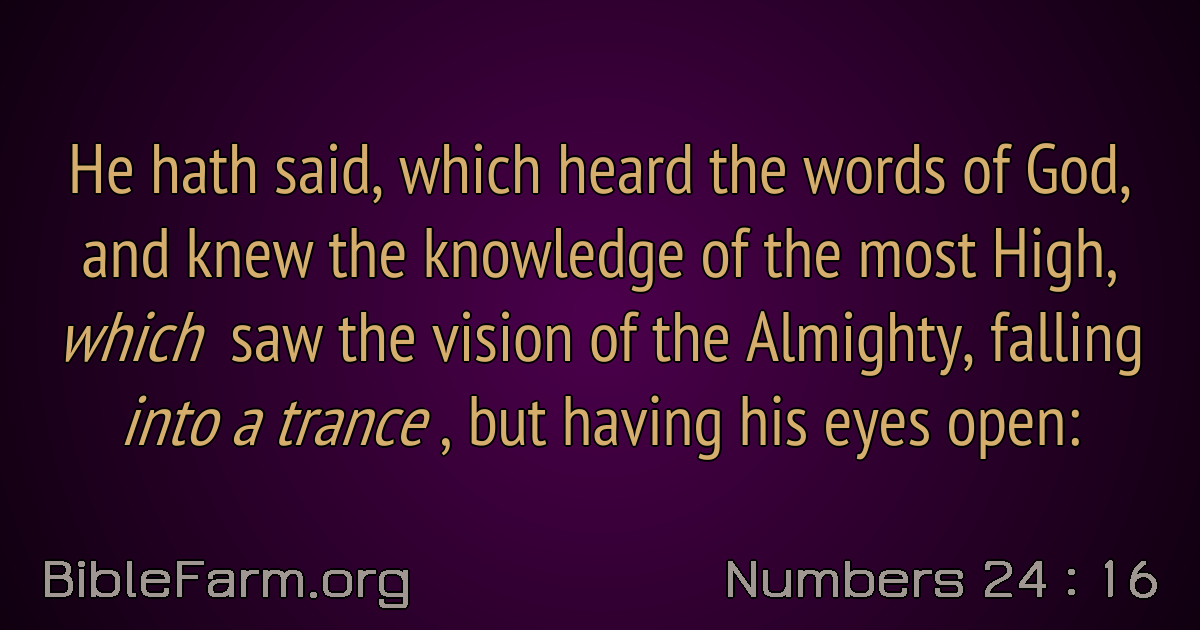 He hath said, which heard the words of God,
and knew the knowledge of the most High,
which saw the vision of the Almighty, falling
into a trance , but having his eyes open:
BibleFarm.org
Numbers 24 : 16